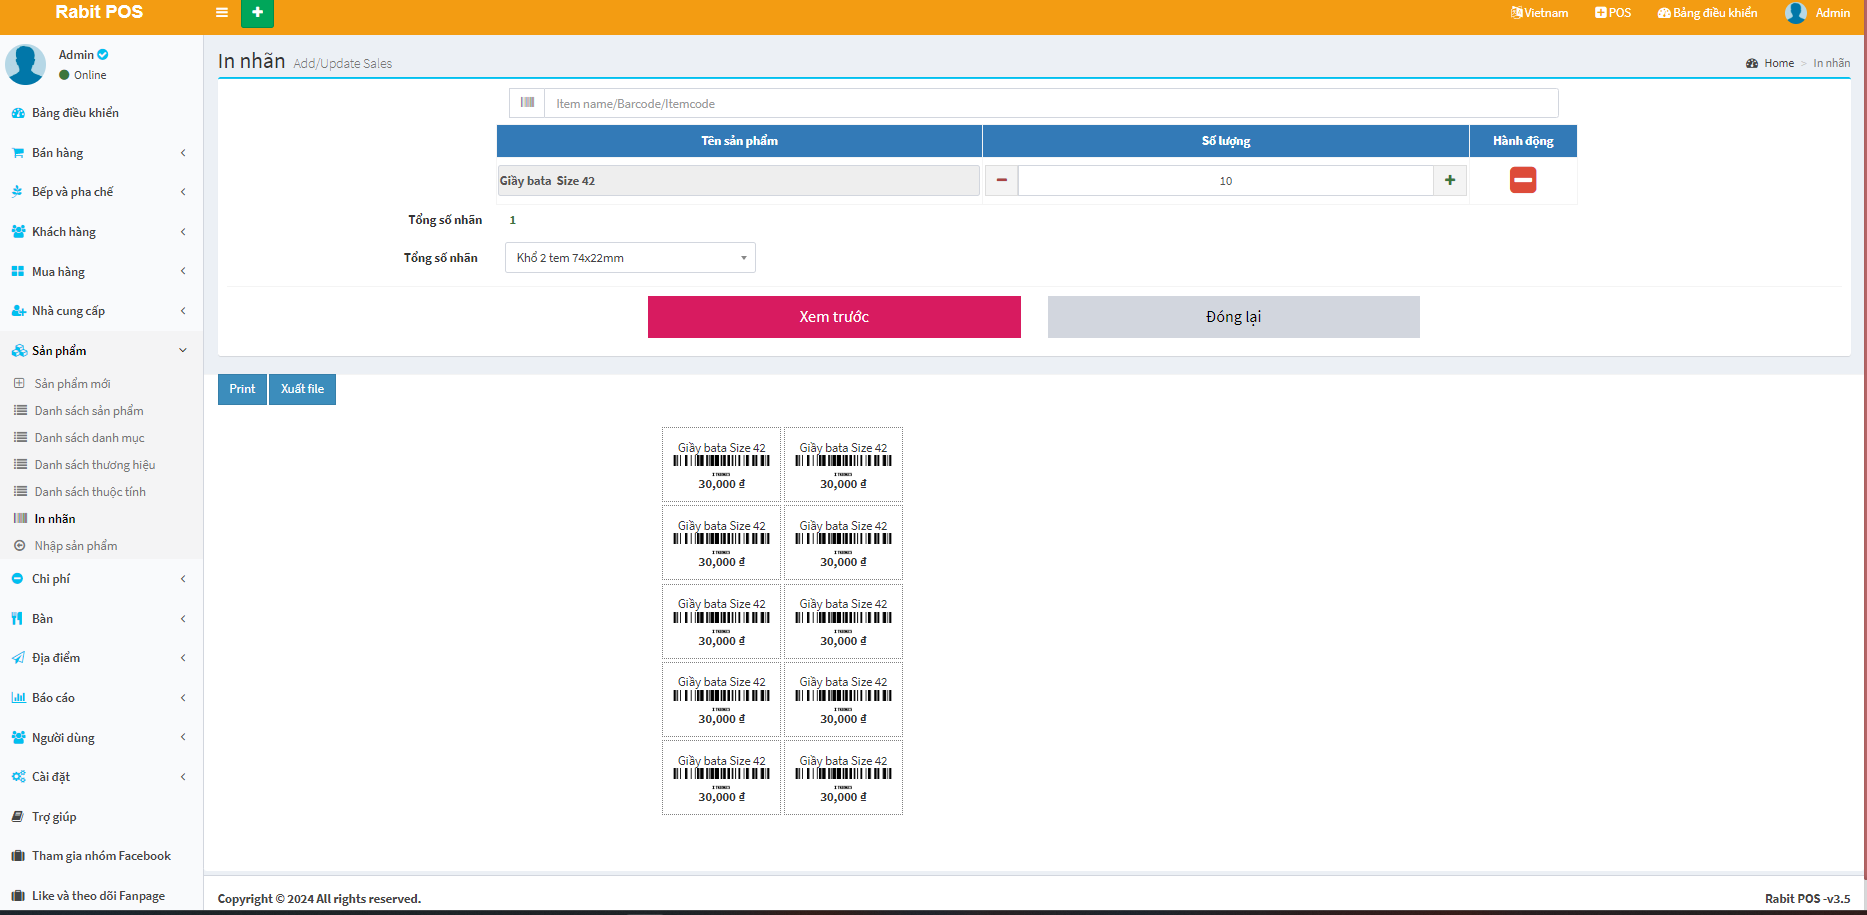 Rabit POS
Vietnam
POS
Bảng điều khiển
Admin
Admin
Online
Bảng điều khiển
Bán hàng
Bếp và pha chế
Khách hàng
Mua hàng
Nhà cung cấp
Sản phẩm
Sản phẩm mới
Danh sách sản phẩm
Danh sách danh mục
Danh sách thương hiệu
Danh sách thuộc tính
In nhãn
Nhập sản phẩm
Chi phí
Bàn
Địa điểm
Báo cáo
Người dùng
Cài đặt
Trợ giúp
Tham gia nhóm Facebook
Like và theo dõi Fanpage
In nhãn Add/Update Sales
Home > In nhãn
Item name/Barcode/Itemcode
Tên sản phẩm Số lượng Hành động
Giầy bata Size 42 10
Tổng số nhãn 1
Tổng số nhãn Khổ 2 tem 74x22mm
Xem trước Đóng lại
Print Xuất file
Giầy bata Size 42 Giầy bata Size 42
30,000 ₫ 30,000 ₫
Giầy bata Size 42 Giầy bata Size 42
30,000 ₫ 30,000 ₫
Giầy bata Size 42 Giầy bata Size 42
30,000 ₫ 30,000 ₫
Giầy bata Size 42 Giầy bata Size 42
30,000 ₫ 30,000 ₫
Giầy bata Size 42 Giầy bata Size 42
30,000 ₫ 30,000 ₫
Copyright © 2024 All rights reserved.
Rabit POS -v3.5